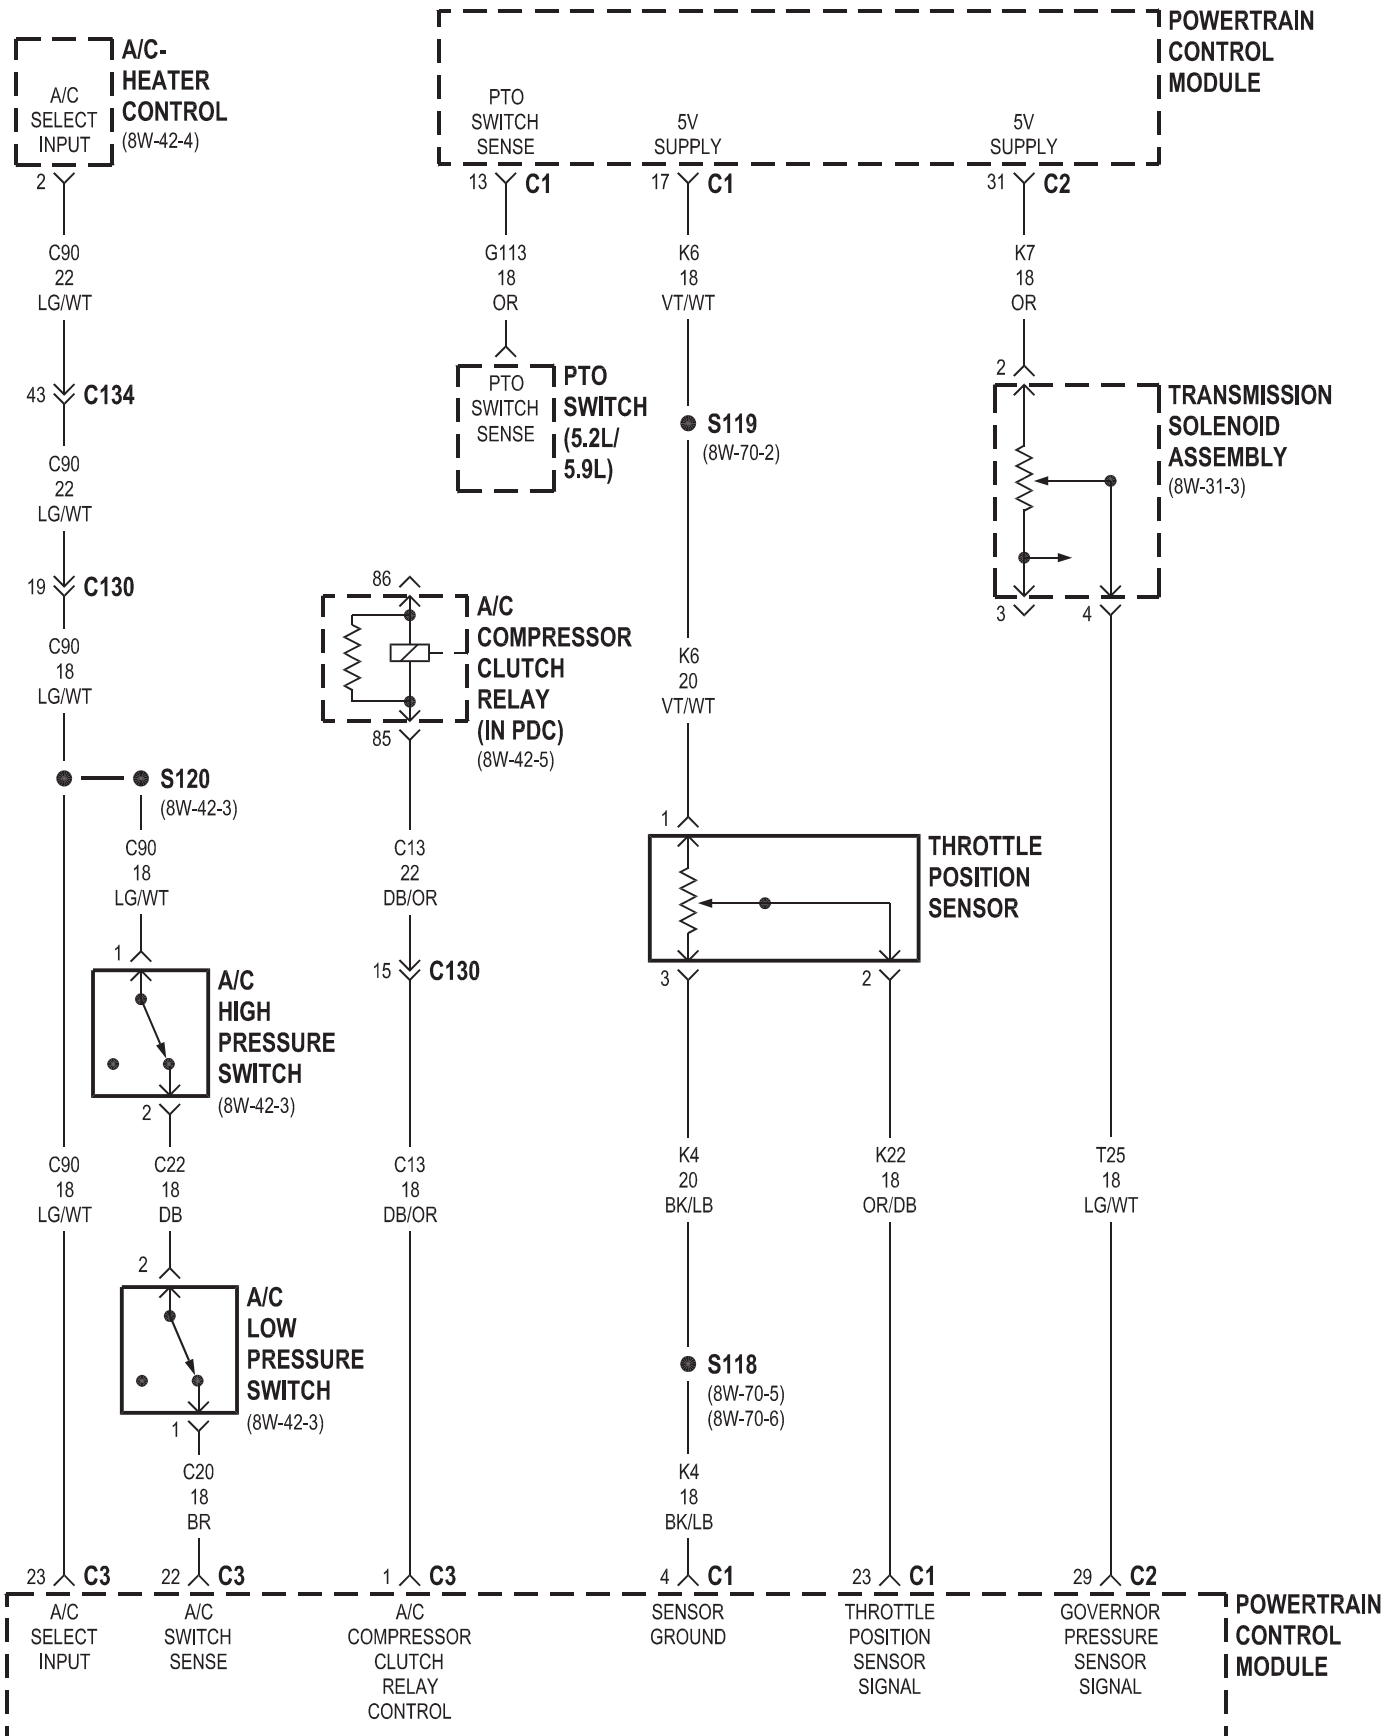 POWERTRAIN
CONTROL
MODULE
A/C-
HEATER
CONTROL
(8W-42-4)
A/C
SELECT
INPUT
PTO
SWITCH
SENSE
5V
SUPPLY
5V
SUPPLY
2
13 C1
17 C1
31 C2
C90
22
LG/WT
G113
18
OR
K6
18
VT/WT
K7
18
OR
43 C134
PTO
SWITCH
SENSE
PTO
SWITCH
(5.2L/
5.9L)
S119
(8W-70-2)
2
TRANSMISSION
SOLENOID
ASSEMBLY
(8W-31-3)
3
4
C90
22
LG/WT
19 C130
C90
18
LG/WT
86
A/C
COMPRESSOR
CLUTCH
RELAY
(IN PDC)
(8W-42-5)
85
K6
20
VT/WT
S120
(8W-42-3)
C90
18
LG/WT
C13
22
DB/OR
1
THROTTLE
POSITION
SENSOR
3
2
1
A/C
HIGH
PRESSURE
SWITCH
(8W-42-3)
2
15 C130
C90
18
LG/WT
C22
18
DB
C13
18
DB/OR
K4
20
BK/LB
K22
18
OR/DB
T25
18
LG/WT
2
A/C
LOW
PRESSURE
SWITCH
(8W-42-3)
1
S118
(8W-70-5)
(8W-70-6)
C20
18
BR
K4
18
BK/LB
23 C3
22 C3
1 C3
4 C1
23 C1
29 C2
A/C
SELECT
INPUT
A/C
SWITCH
SENSE
A/C
COMPRESSOR
CLUTCH
RELAY
CONTROL
SENSOR
GROUND
THROTTLE
POSITION
SENSOR
SIGNAL
GOVERNOR
PRESSURE
SENSOR
SIGNAL
POWERTRAIN
CONTROL
MODULE